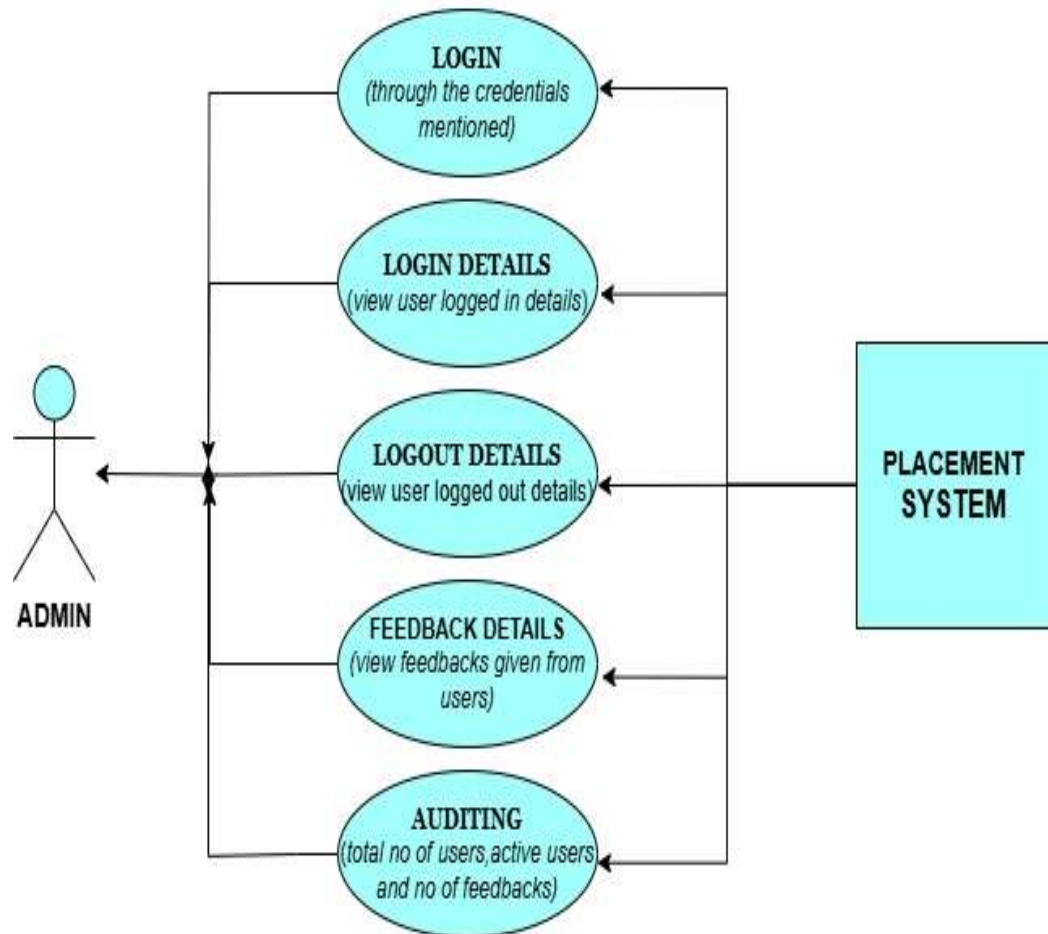 LOGIN
(through the credentials
mentioned)
LOGIN DETAILS
(view user logged in details)
LOGOUT DETAILS
(view user logged out details)
FEEDBACK DETAILS
(view feedbacks given from
users)
AUDITING
(total no of users,active users
and no of feedbacks)
ADMIN
PLACEMENT
SYSTEM